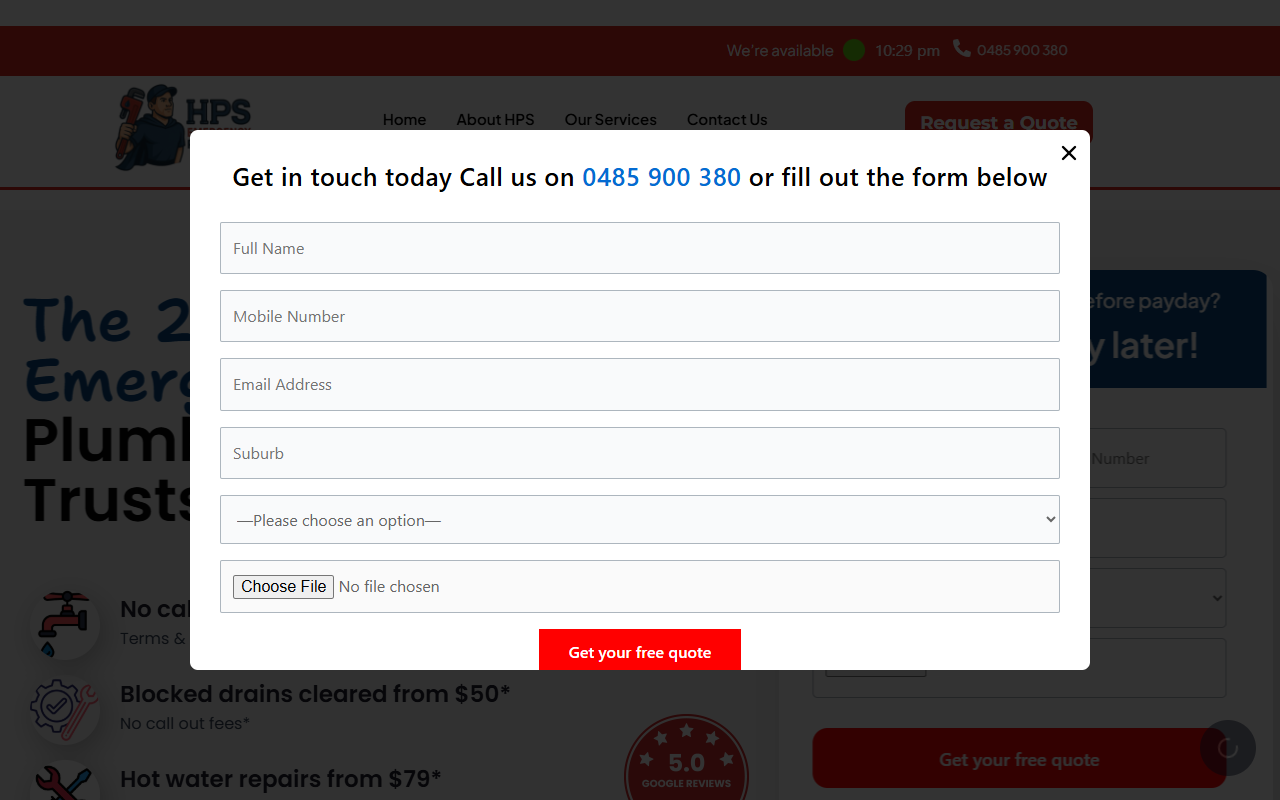 We're available 10:29 pm 0485 900 380
HPS
Home About HPS Our Services Contact Us
Request a Quote
Get in touch today Call us on 0485 900 380 or fill out the form below
Full Name
Mobile Number
Email Address
Suburb
—Please choose an option—
Choose File No file chosen
Get your free quote
The 2
Emerg
Plum
Trusts
efore payday?
y later!
Number
No cal
Terms &
Blocked drains cleared from $50*
No call out fees*
Hot water repairs from $79*
5.0
GOOGLE REVIEWS
Get your free quote